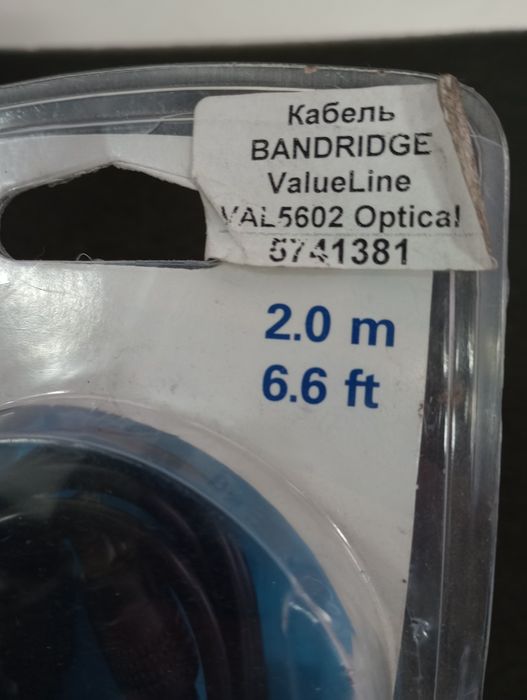 Кабель
BANDRIDGE
ValueLine
VAL5602 Optical
5741381
2.0 m
6.6 ft